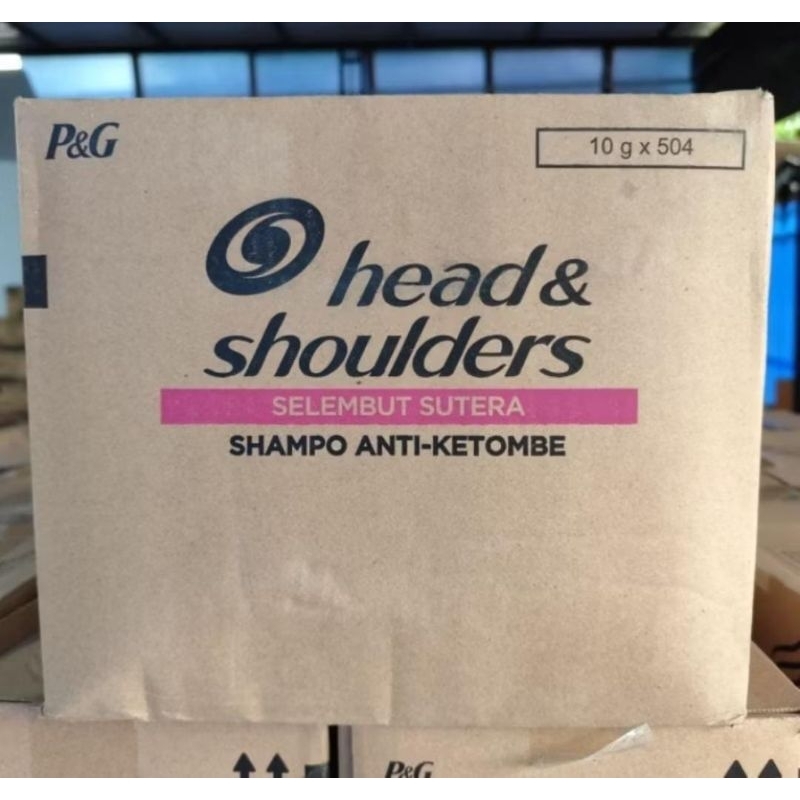 P&G
10 g x 504
head &
shoulders
SELEMBUT SUTERA
SHAMPO ANTI-KETOMBE
P&G